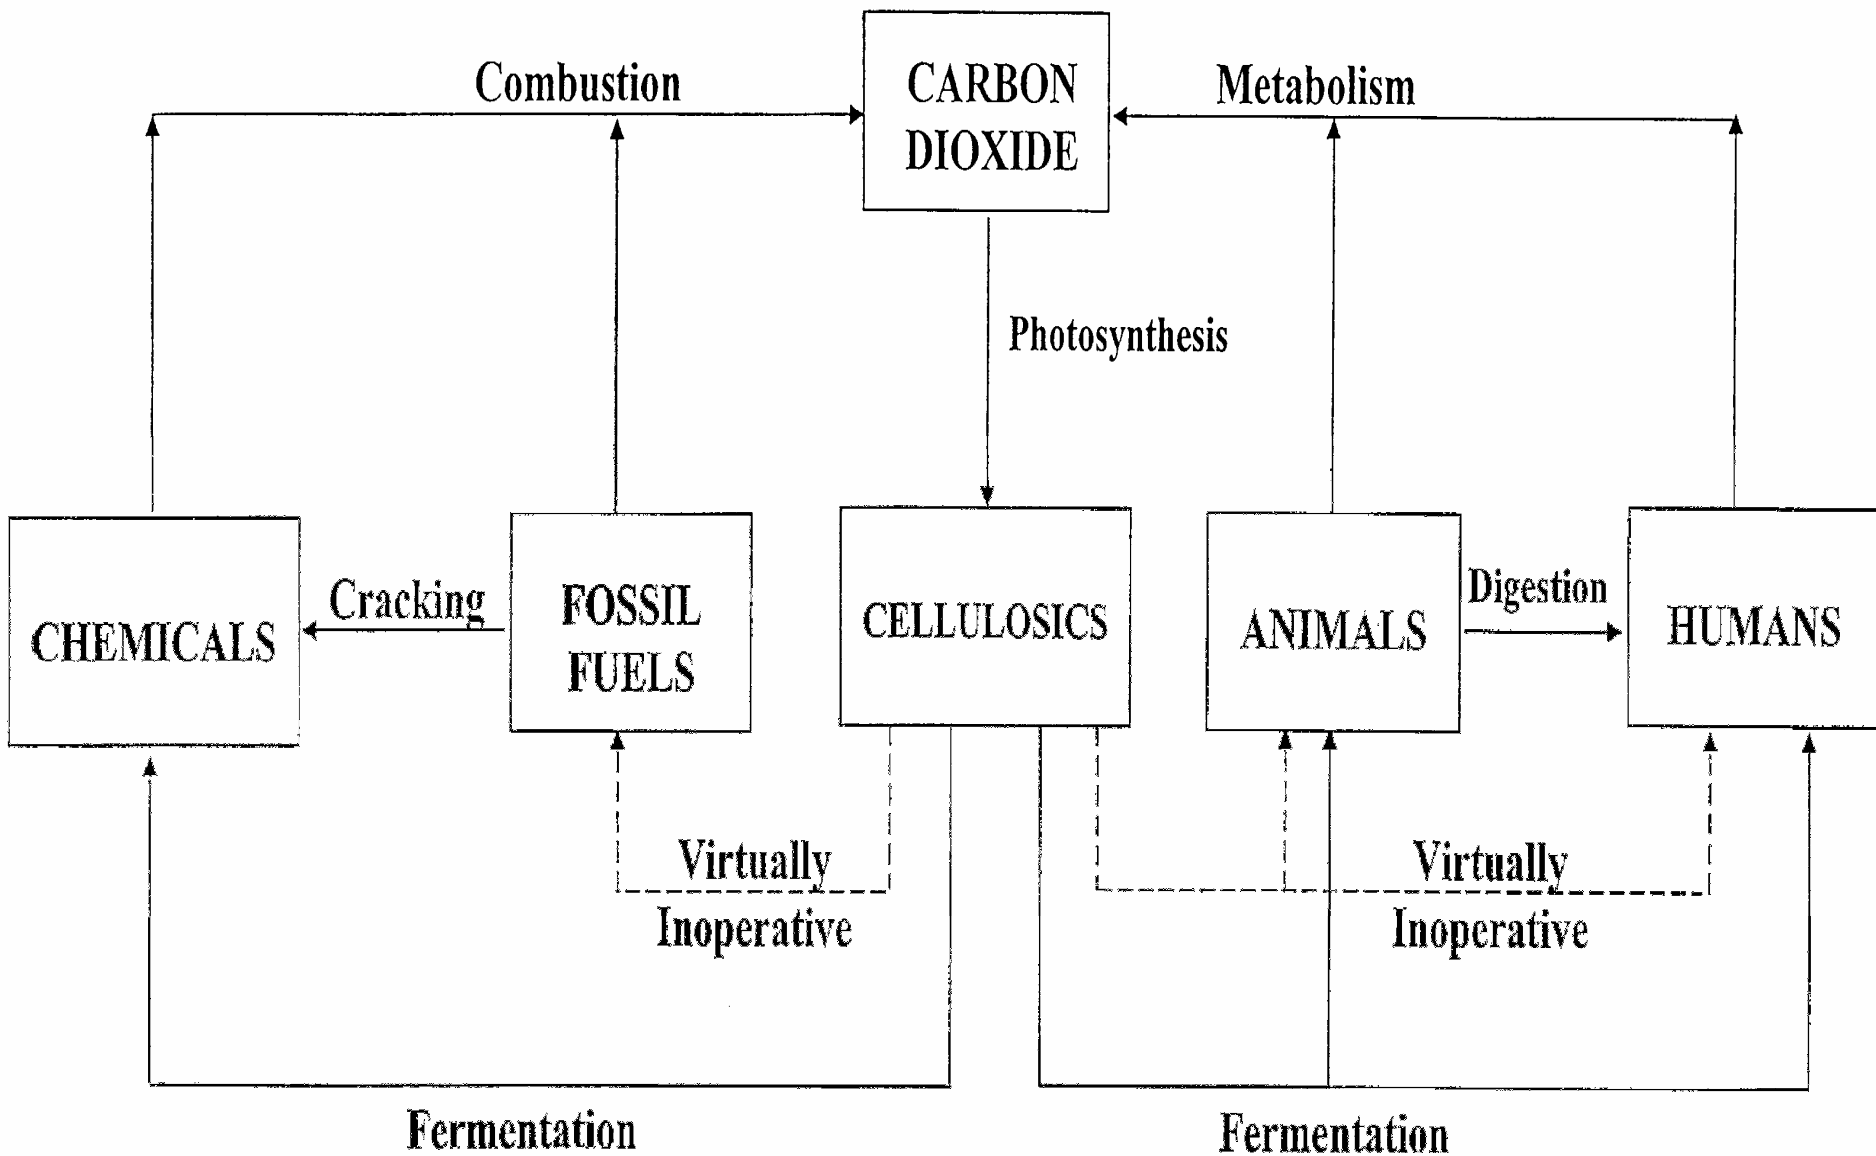 Combustion
CARBON
DIOXIDE
Metabolism
Photosynthesis
CHEMICALS
Cracking
FOSSIL
FUELS
CELLULOSICS
ANIMALS
Digestion
HUMANS
Virtually
Inoperative
Virtually
Inoperative
Fermentation
Fermentation